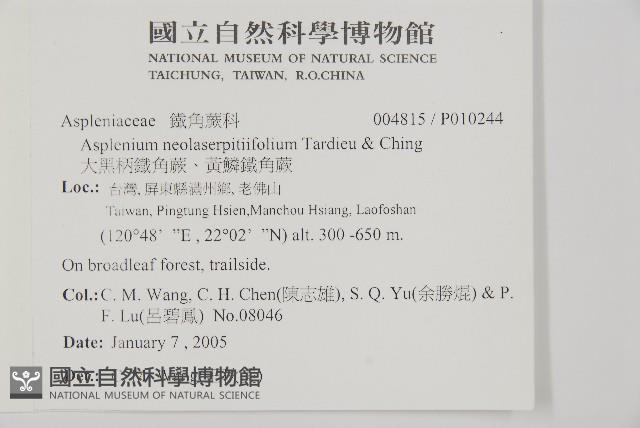 國立自然科學博物館
NATIONAL MUSEUM OF NATURAL SCIENCE
TAICHUNG, TAIWAN, R.O.CHINA
Aspleniaceae 鐵角蕨科 004815 / P010244
Asplenium neolaserpitiifolium Tardieu & Ching
大黑柄鐵角蕨、黃鱗鐵角蕨
Loc.: 台灣, 屏東縣滿州鄉, 老佛山
Taiwan, Pingtung Hsien,Manchou Hsiang, Laofoshan
(120°48’ ”E , 22°02’ ”N) alt. 300 -650 m.
On broadleaf forest, trailside.
Col.: C. M. Wang, C. H. Chen(陳志雄), S. Q. Yu(余勝焜) & P.
F. Lu(呂碧鳳) No.08046
Date: January 7 , 2005
國立自然科學博物館
NATIONAL MUSEUM OF NATURAL SCIENCE